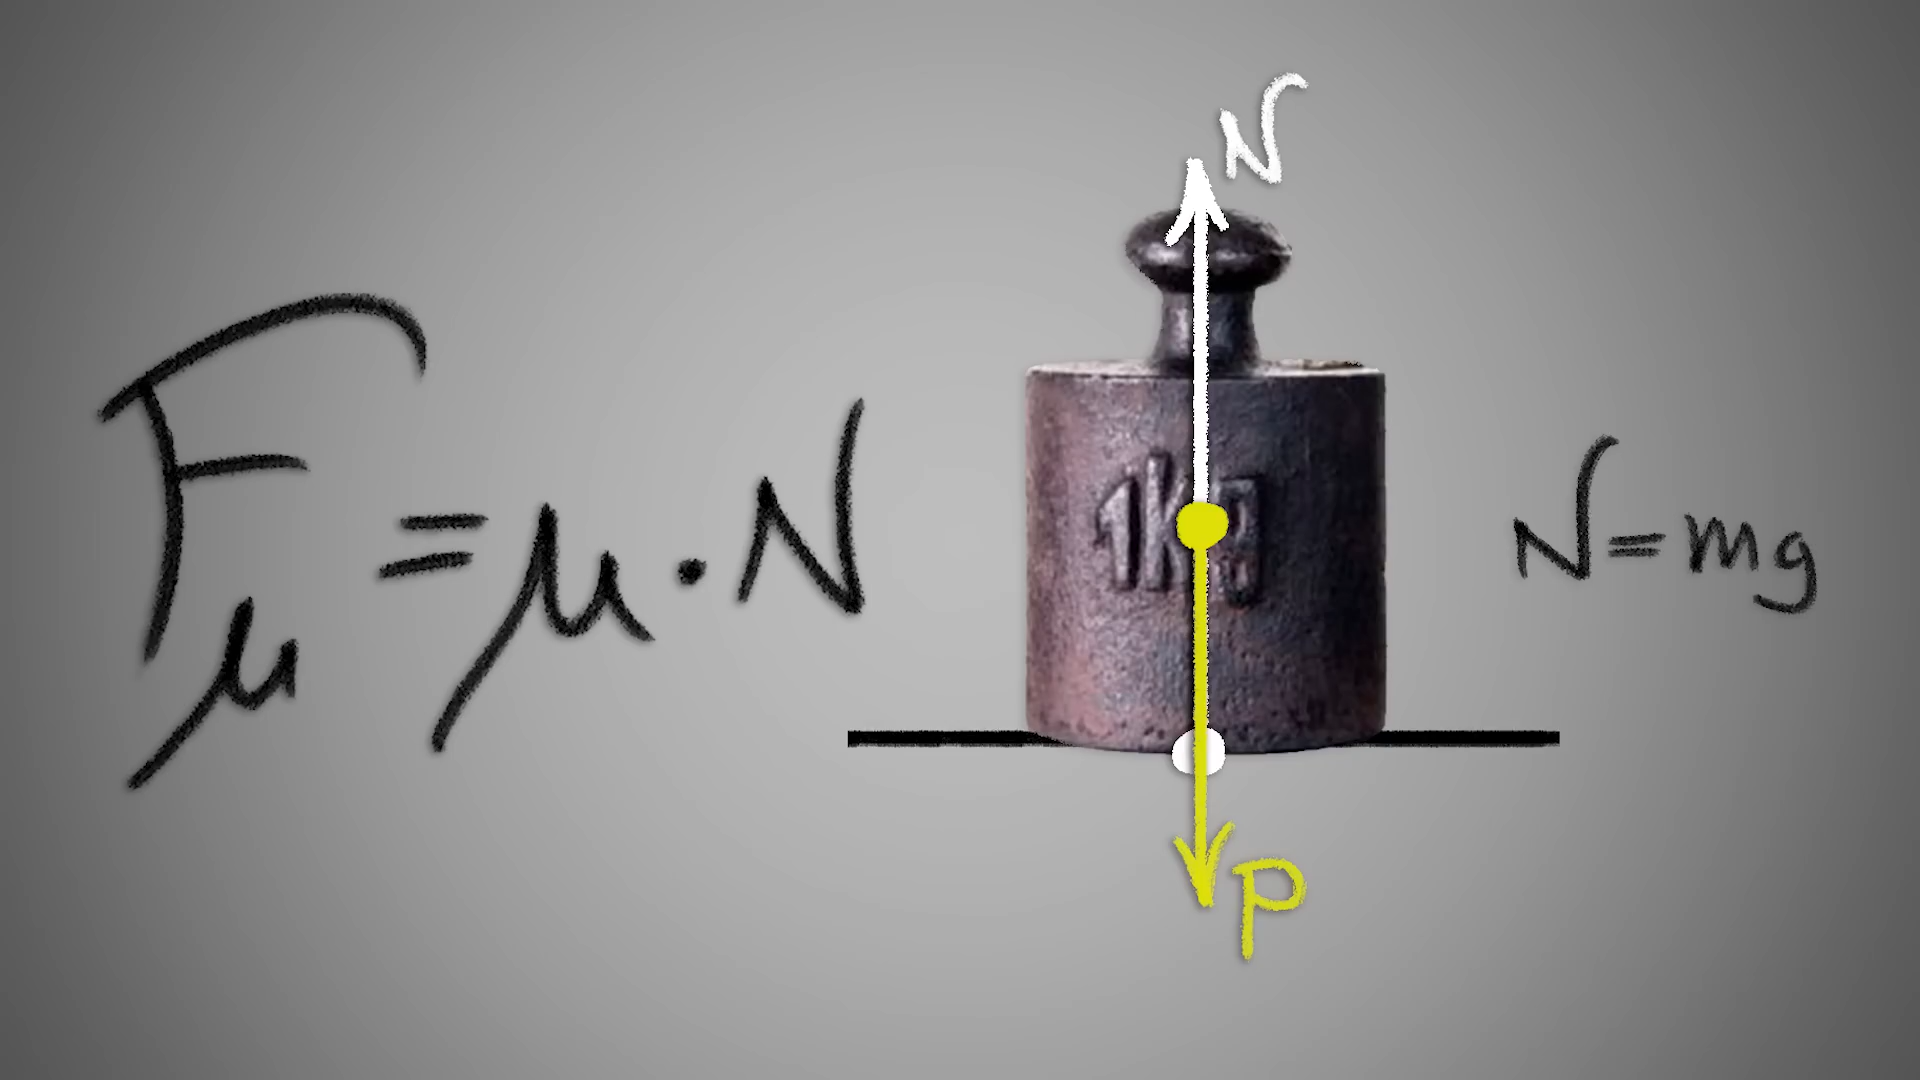 Fμ = μ · N
N
1kg
P
N = mg